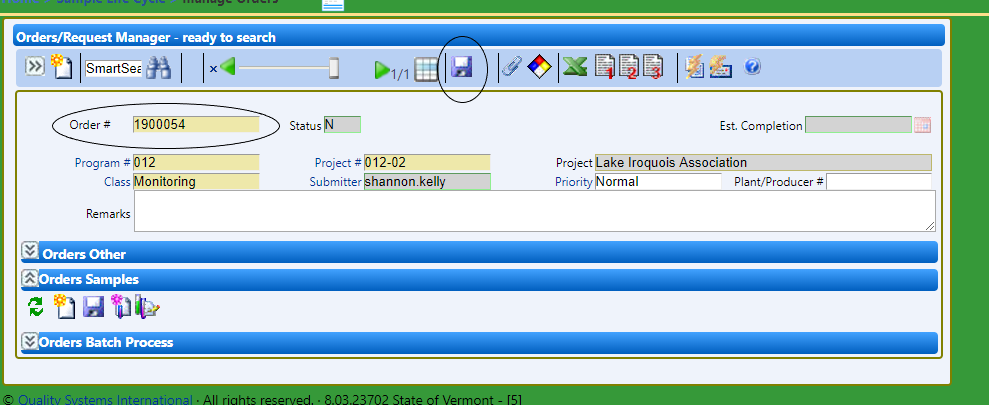 Home > Sample Life Cycle > Manage Orders
Orders/Request Manager - ready to search
SmartSea × 1/1 1 2 3 ?
Order # 1900054 Status N Est. Completion
Program # 012 Project # 012-02 Project Lake Iroquois Association
Class Monitoring Submitter shannon.kelly Priority Normal Plant/Producer #
Remarks
Orders Other
Orders Samples
Orders Batch Process
© Quality Systems International · All rights reserved. · 8.03.23702 State of Vermont - [5]